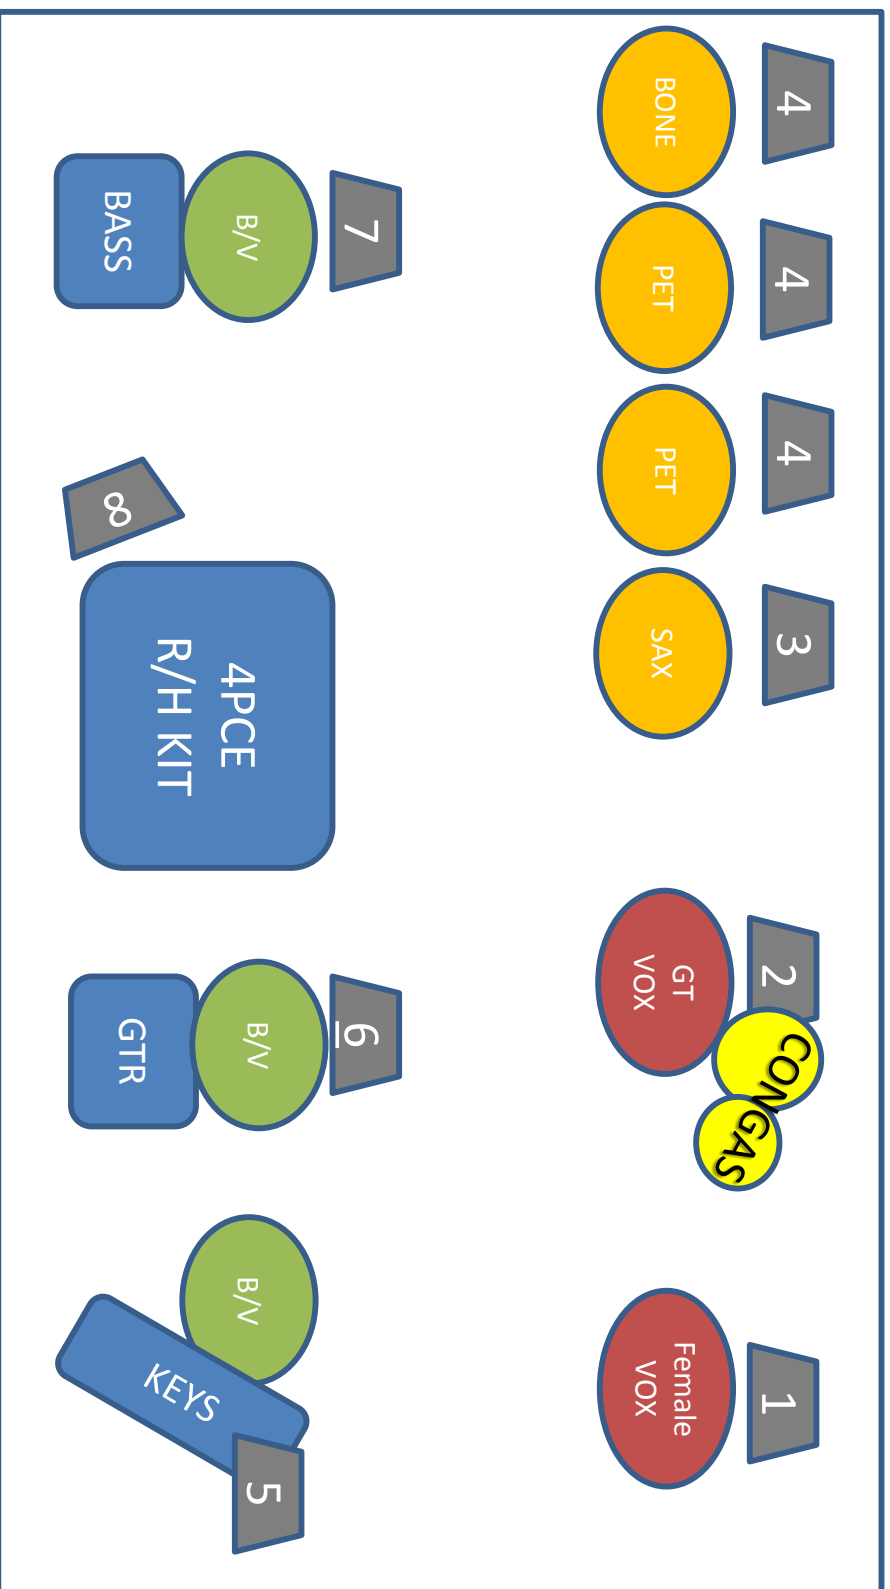 4
4
4
3
2
1
CONGAS
BONE
PET
PET
SAX
GT
VOX
Female
VOX
7
6
B/V
B/V
B/V
5
4PCE
R/H KIT
8
BASS
GTR
KEYS